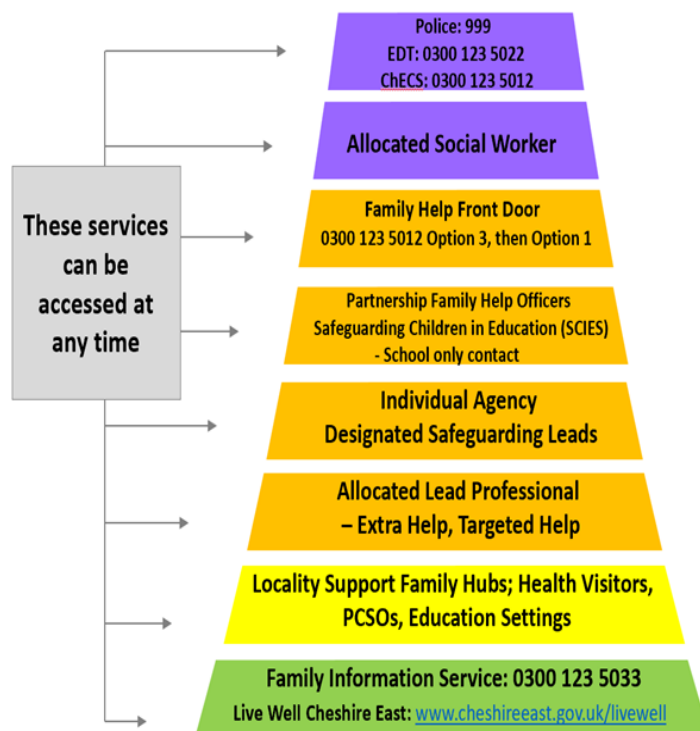 Police: 999
EDT: 0300 123 5022
ChECS: 0300 123 5012
Allocated Social Worker
These services
can be
accessed at
any time
Family Help Front Door
0300 123 5012 Option 3, then Option 1
Partnership Family Help Officers
Safeguarding Children in Education (SCIES)
- School only contact
Individual Agency
Designated Safeguarding Leads
Allocated Lead Professional
– Extra Help, Targeted Help
Locality Support Family Hubs; Health Visitors,
PCSOs, Education Settings
Family Information Service: 0300 123 5033
Live Well Cheshire East: www.cheshireeast.gov.uk/livewell